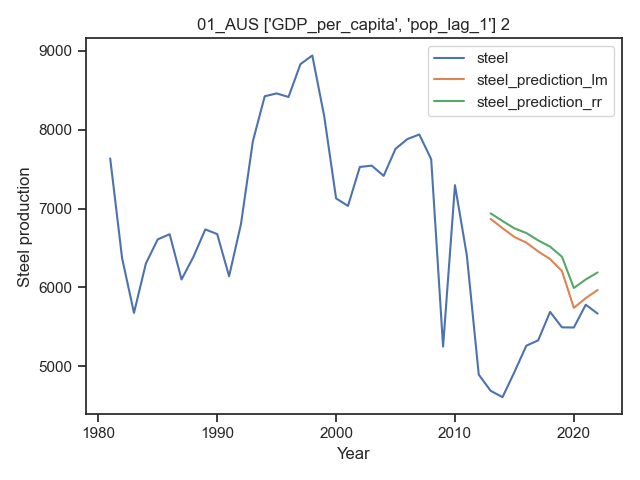 01_AUS ['GDP_per_capita', 'pop_lag_1'] 2
steel
steel_prediction_lm
steel_prediction_rr
Steel production
9000
8000
7000
6000
5000
1980
1990
2000
2010
2020
Year